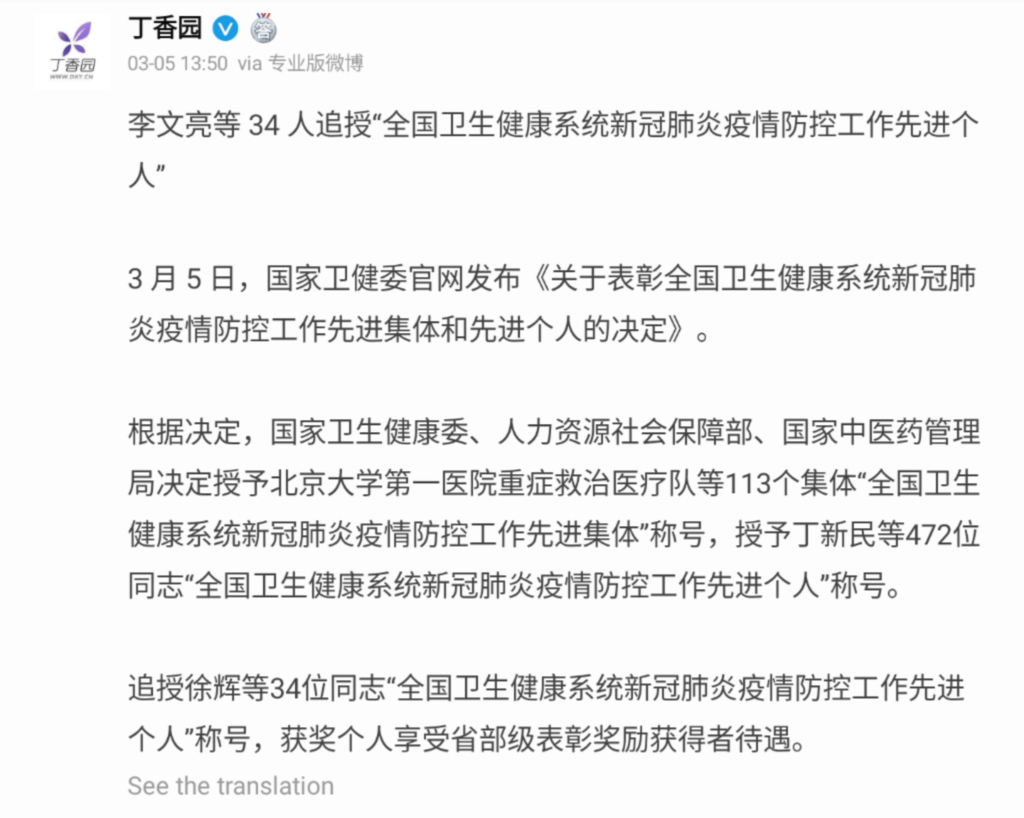 丁香园
03-05 13:50 via 专业版微博
丁香园
WWW.DXY.CN
李文亮等 34 人追授“全国卫生健康系统新冠肺炎疫情防控工作先进个
人”
3 月 5 日，国家卫健委官网发布《关于表彰全国卫生健康系统新冠肺
炎疫情防控工作先进集体和先进个人的决定》。
根据决定，国家卫生健康委、人力资源社会保障部、国家中医药管理
局决定授予北京大学第一医院重症救治医疗队等113个集体“全国卫生
健康系统新冠肺炎疫情防控工作先进集体”称号，授予丁新民等472位
同志“全国卫生健康系统新冠肺炎疫情防控工作先进个人”称号。
追授徐辉等34位同志“全国卫生健康系统新冠肺炎疫情防控工作先进
个人”称号，获奖个人享受省部级表彰奖励获得者待遇。
See the translation